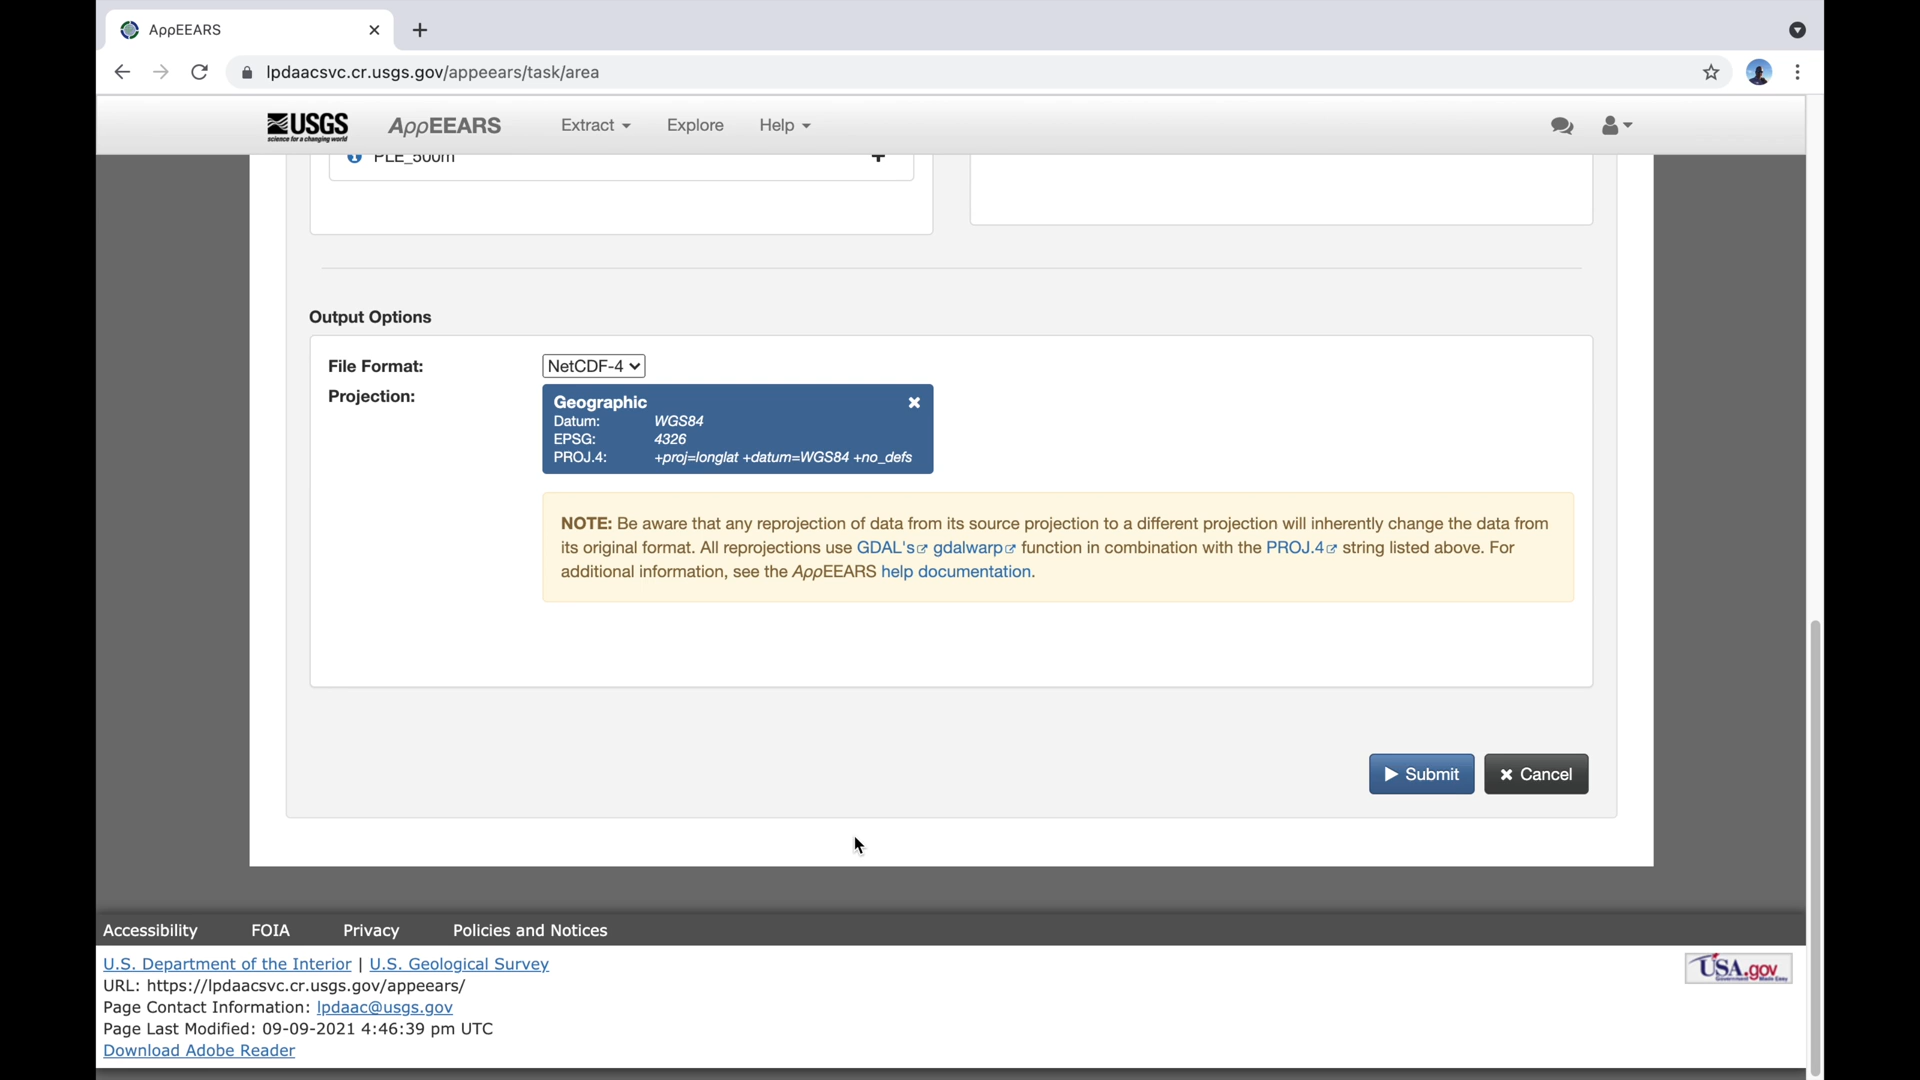 AppEEARS
lpdaacsvc.cr.usgs.gov/appeears/task/area
USGS
science for a changing world
AppEEARS
Extract
Explore
Help
PLE_500m
Output Options
File Format:
NetCDF-4
Projection:
Geographic
Datum: WGS84
EPSG: 4326
PROJ.4: +proj=longlat +datum=WGS84 +no_defs
NOTE: Be aware that any reprojection of data from its source projection to a different projection will inherently change the data from
its original format. All reprojections use GDAL's gdalwarp function in combination with the PROJ.4 string listed above. For
additional information, see the AppEEARS help documentation.
Submit
Cancel
Accessibility FOIA Privacy Policies and Notices
U.S. Department of the Interior | U.S. Geological Survey
URL: https://lpdaacsvc.cr.usgs.gov/appeears/
Page Contact Information: lpdaac@usgs.gov
Page Last Modified: 09-09-2021 4:46:39 pm UTC
Download Adobe Reader
USA.gov